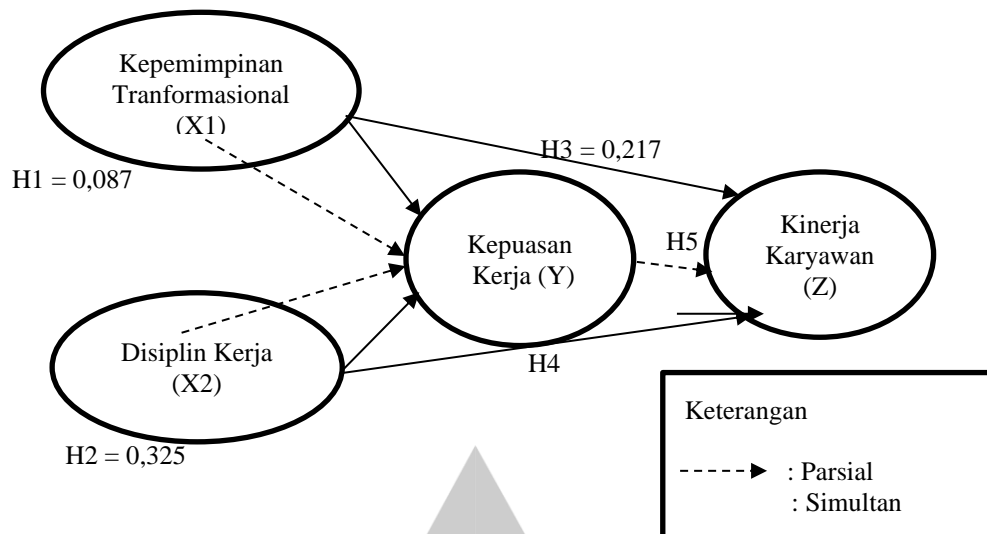 Kepemimpinan
Tranformasional
(X1)
H1 = 0,087
H3 = 0,217
Kepuasan
Kerja (Y)
H5
Kinerja
Karyawan
(Z)
Disiplin Kerja
(X2)
H4
H2 = 0,325
Keterangan
: Parsial
: Simultan